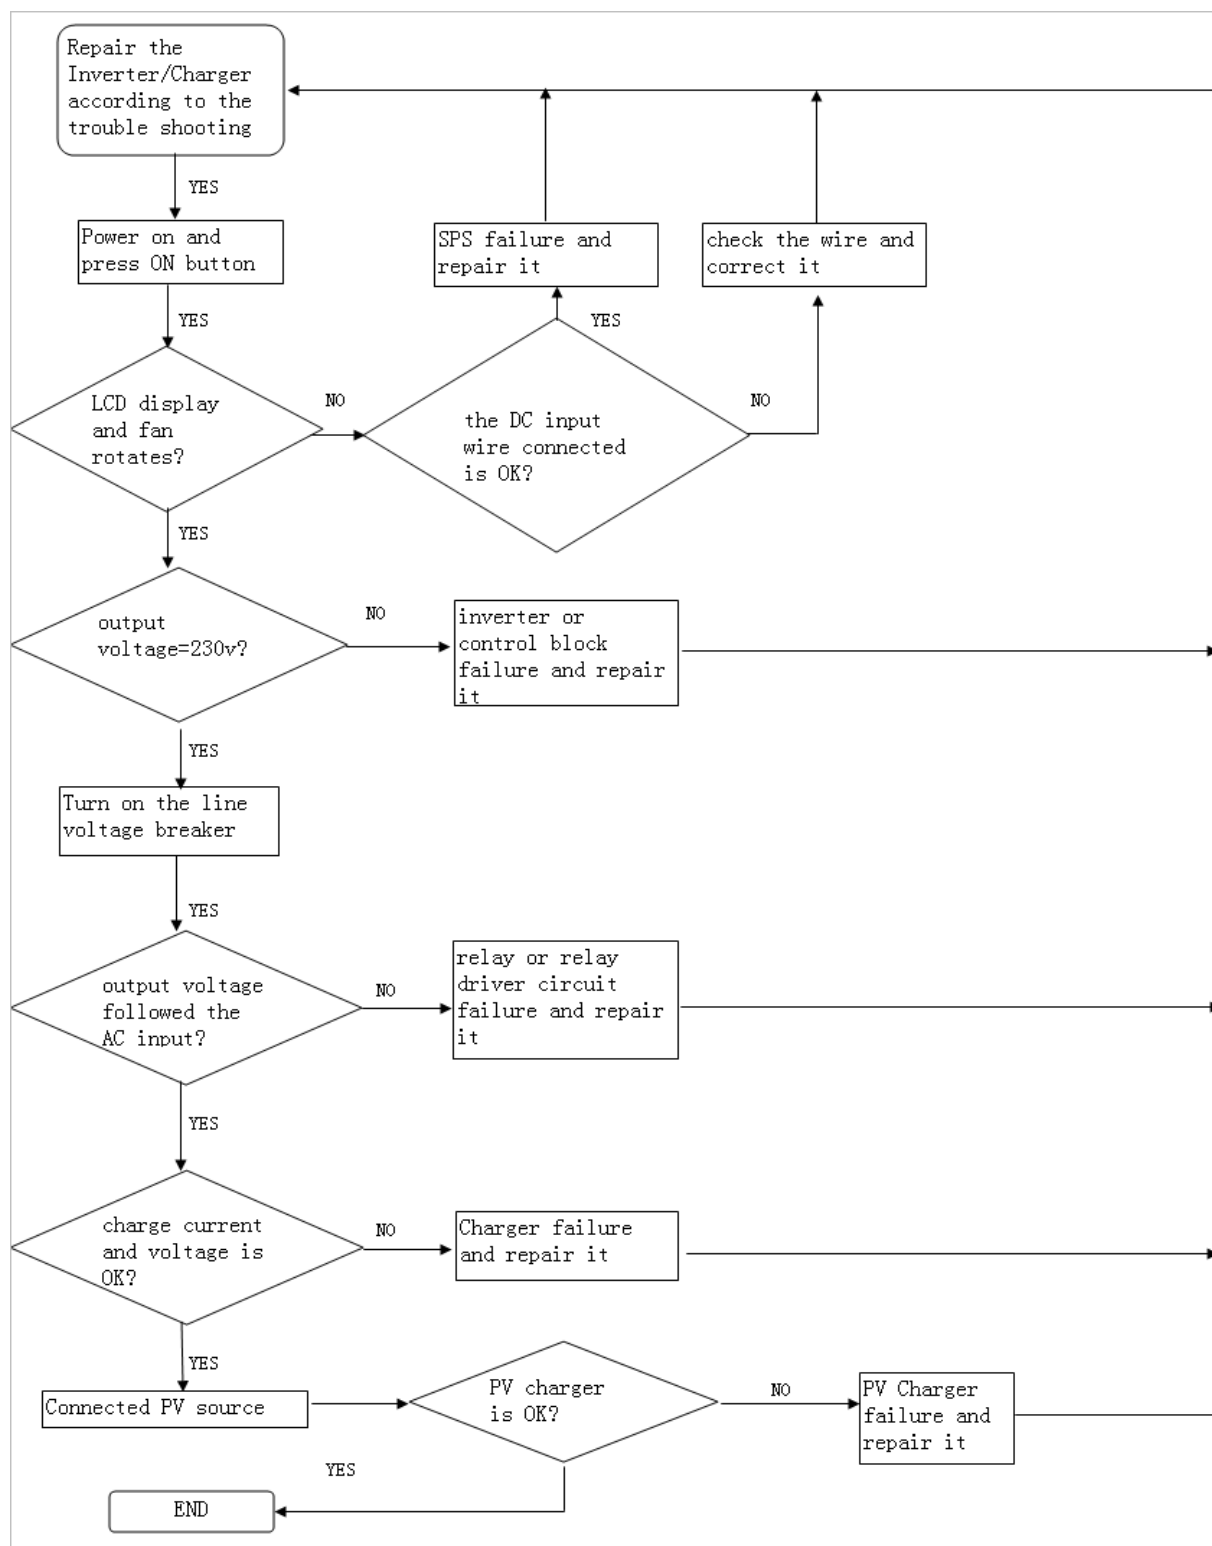 Repair the
Inverter/Charger
according to the
trouble shooting
YES
Power on and
press ON button
SPS failure and
repair it
check the wire and
correct it
YES
YES
LCD display
and fan
rotates?
NO
the DC input
wire connected
is OK?
NO
YES
output
voltage=230v?
NO
inverter or
control block
failure and repair
it
YES
Turn on the line
voltage breaker
YES
output voltage
followed the
AC input?
NO
relay or relay
driver circuit
failure and repair
it
YES
charge current
and voltage is
OK?
NO
Charger failure
and repair it
YES
Connected PV source
PV charger
is OK?
NO
PV Charger
failure and
repair it
YES
END